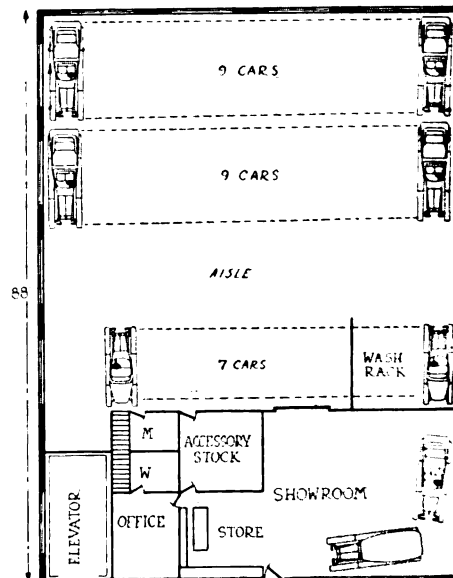 9 CARS
9 CARS
AISLE
88
7 CARS
WASH
RACK
M
ACCESSORY
STOCK
W
SHOWROOM
ELEVATOR
OFFICE
STORE